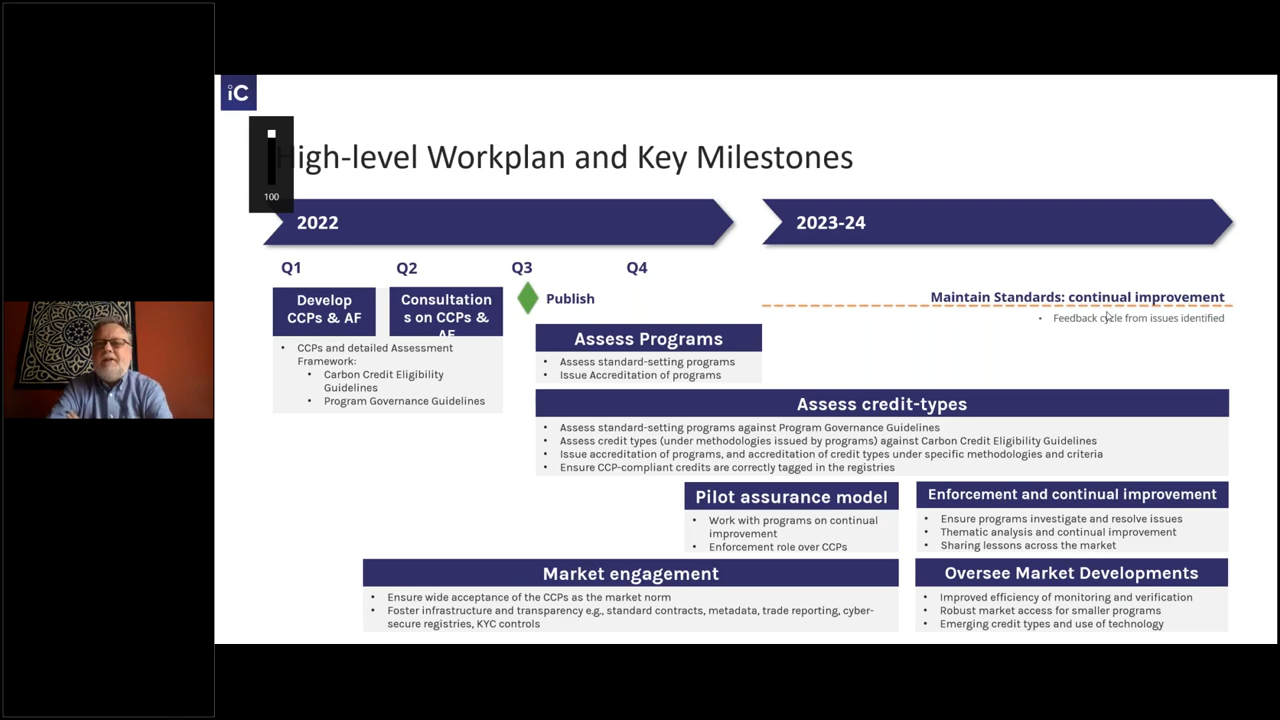 iC
100
High-level Workplan and Key Milestones
2022
2023-24
Q1
Q2
Q3
Q4
Develop
CCPs & AF
Consultation
s on CCPs &
AF
Publish
Maintain Standards: continual improvement
• Feedback cycle from issues identified
• CCPs and detailed Assessment
Framework:
• Carbon Credit Eligibility
Guidelines
• Program Governance Guidelines
Assess Programs
• Assess standard-setting programs
• Issue Accreditation of programs
Assess credit-types
• Assess standard-setting programs against Program Governance Guidelines
• Assess credit types (under methodologies issued by programs) against Carbon Credit Eligibility Guidelines
• Issue accreditation of programs, and accreditation of credit types under specific methodologies and criteria
• Ensure CCP-compliant credits are correctly tagged in the registries
Pilot assurance model
• Work with programs on continual
improvement
• Enforcement role over CCPs
Enforcement and continual improvement
• Ensure programs investigate and resolve issues
• Thematic analysis and continual improvement
• Sharing lessons across the market
Market engagement
• Ensure wide acceptance of the CCPs as the market norm
• Foster infrastructure and transparency e.g., standard contracts, metadata, trade reporting, cyber-
secure registries, KYC controls
Oversee Market Developments
• Improved efficiency of monitoring and verification
• Robust market access for smaller programs
• Emerging credit types and use of technology